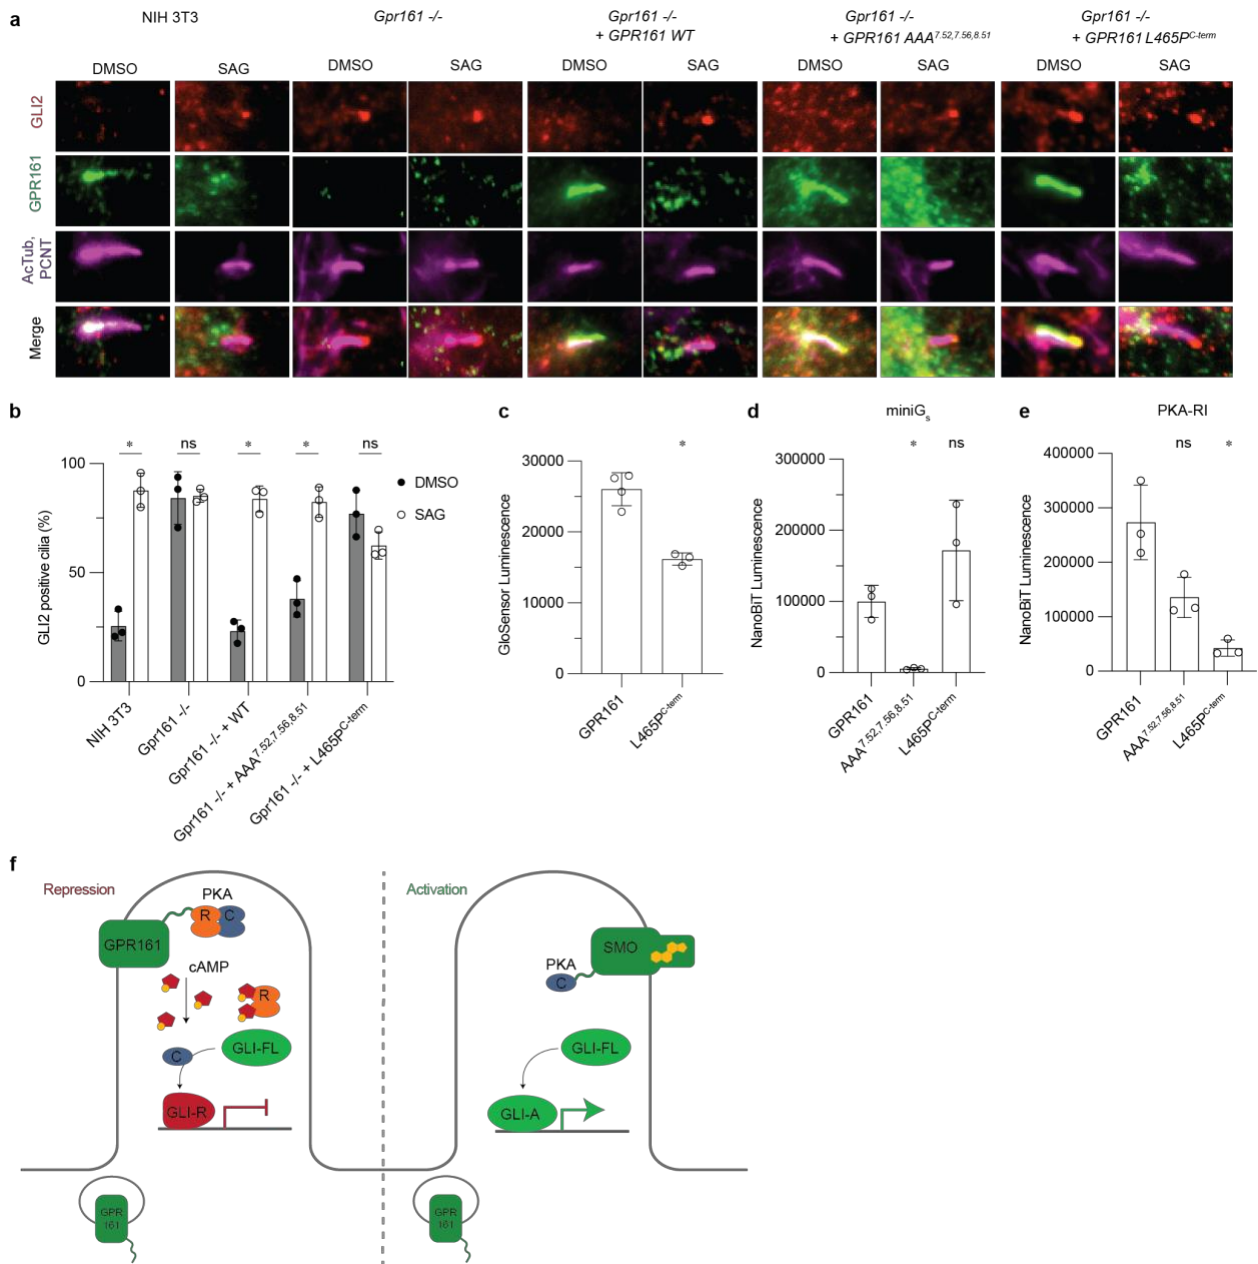 a
NIH 3T3
Gpr161 -/-
Gpr161 -/-
+ GPR161 WT
Gpr161 -/-
+ GPR161 AAA7.52,7.56,8.51
Gpr161 -/-
+ GPR161 L465PC-term
DMSO SAG DMSO SAG DMSO SAG DMSO SAG DMSO SAG
GLI2
GPR161
AcTub,
PCNT
Merge
b
GLI2 positive cilia (%)
100
50
0
* ns * * ns
DMSO
SAG
NIH 3T3
Gpr161 -/-
Gpr161 -/- + WT
Gpr161 -/- + AAA7.52,7.56,8.51
Gpr161 -/- + L465PC-term
c
GloSensor Luminescence
30000
20000
10000
0
*
GPR161
L465PC-term
d
miniGs
NanoBiT Luminescence
300000
200000
100000
0
* ns
GPR161
AAA7.52,7.56,8.51
L465PC-term
e
PKA-RI
NanoBiT Luminescence
400000
300000
200000
100000
0
ns *
GPR161
AAA7.52,7.56,8.51
L465PC-term
f
Repression
PKA
R C
GPR161
cAMP
R
C
GLI-FL
GLI-R
GPR
161
Activation
SMO
PKA
C
GLI-FL
GLI-A
GPR
161